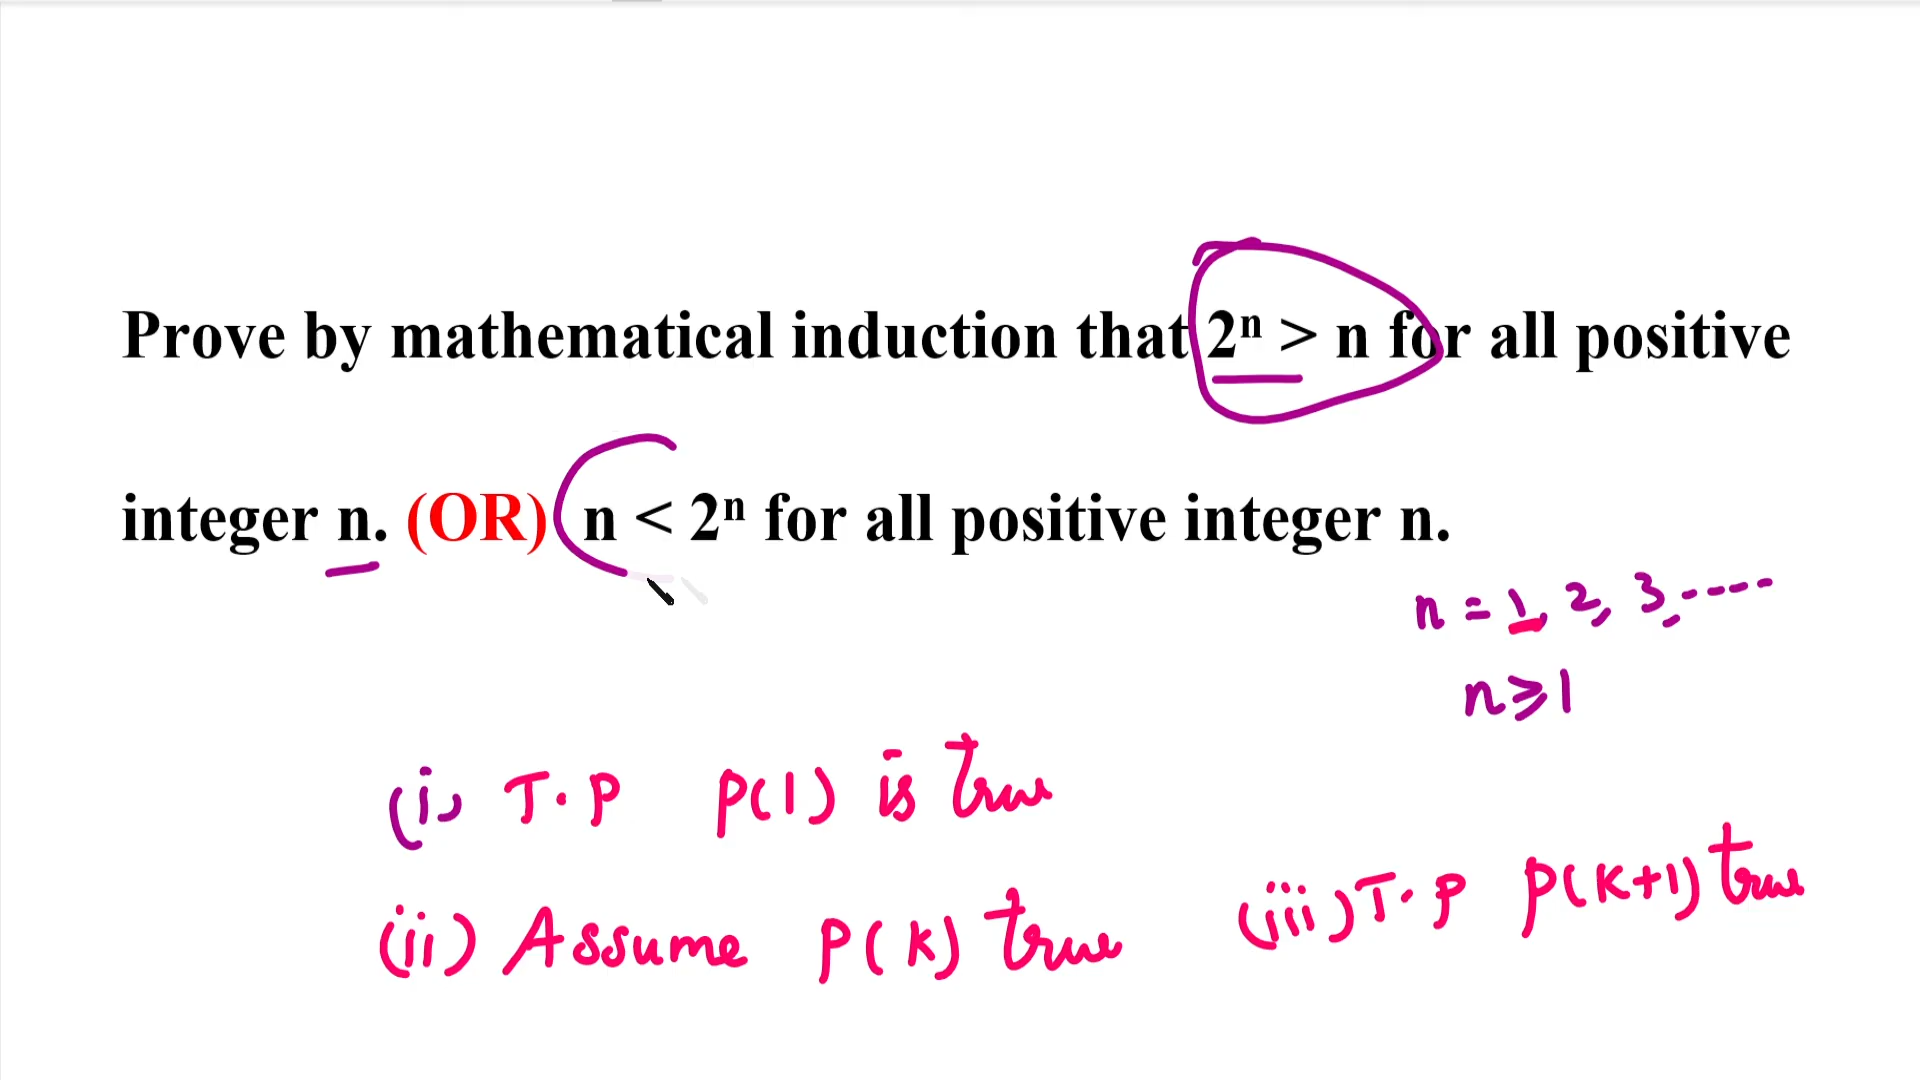 Prove by mathematical induction that 2ⁿ > n for all positive
integer n. (OR) n < 2ⁿ for all positive integer n.
n = 1, 2, 3, ----
n ⩾ 1
(i) T.P P(1) is true
(ii) Assume P(K) true
(iii) T.P P(K+1) true